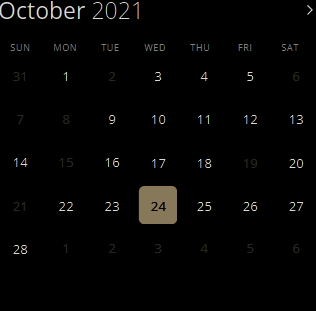 October 2021 >
SUN MON TUE WED THU FRI SAT
31 1 2 3 4 5 6
7 8 9 10 11 12 13
14 15 16 17 18 19 20
21 22 23 24 25 26 27
28 1 2 3 4 5 6